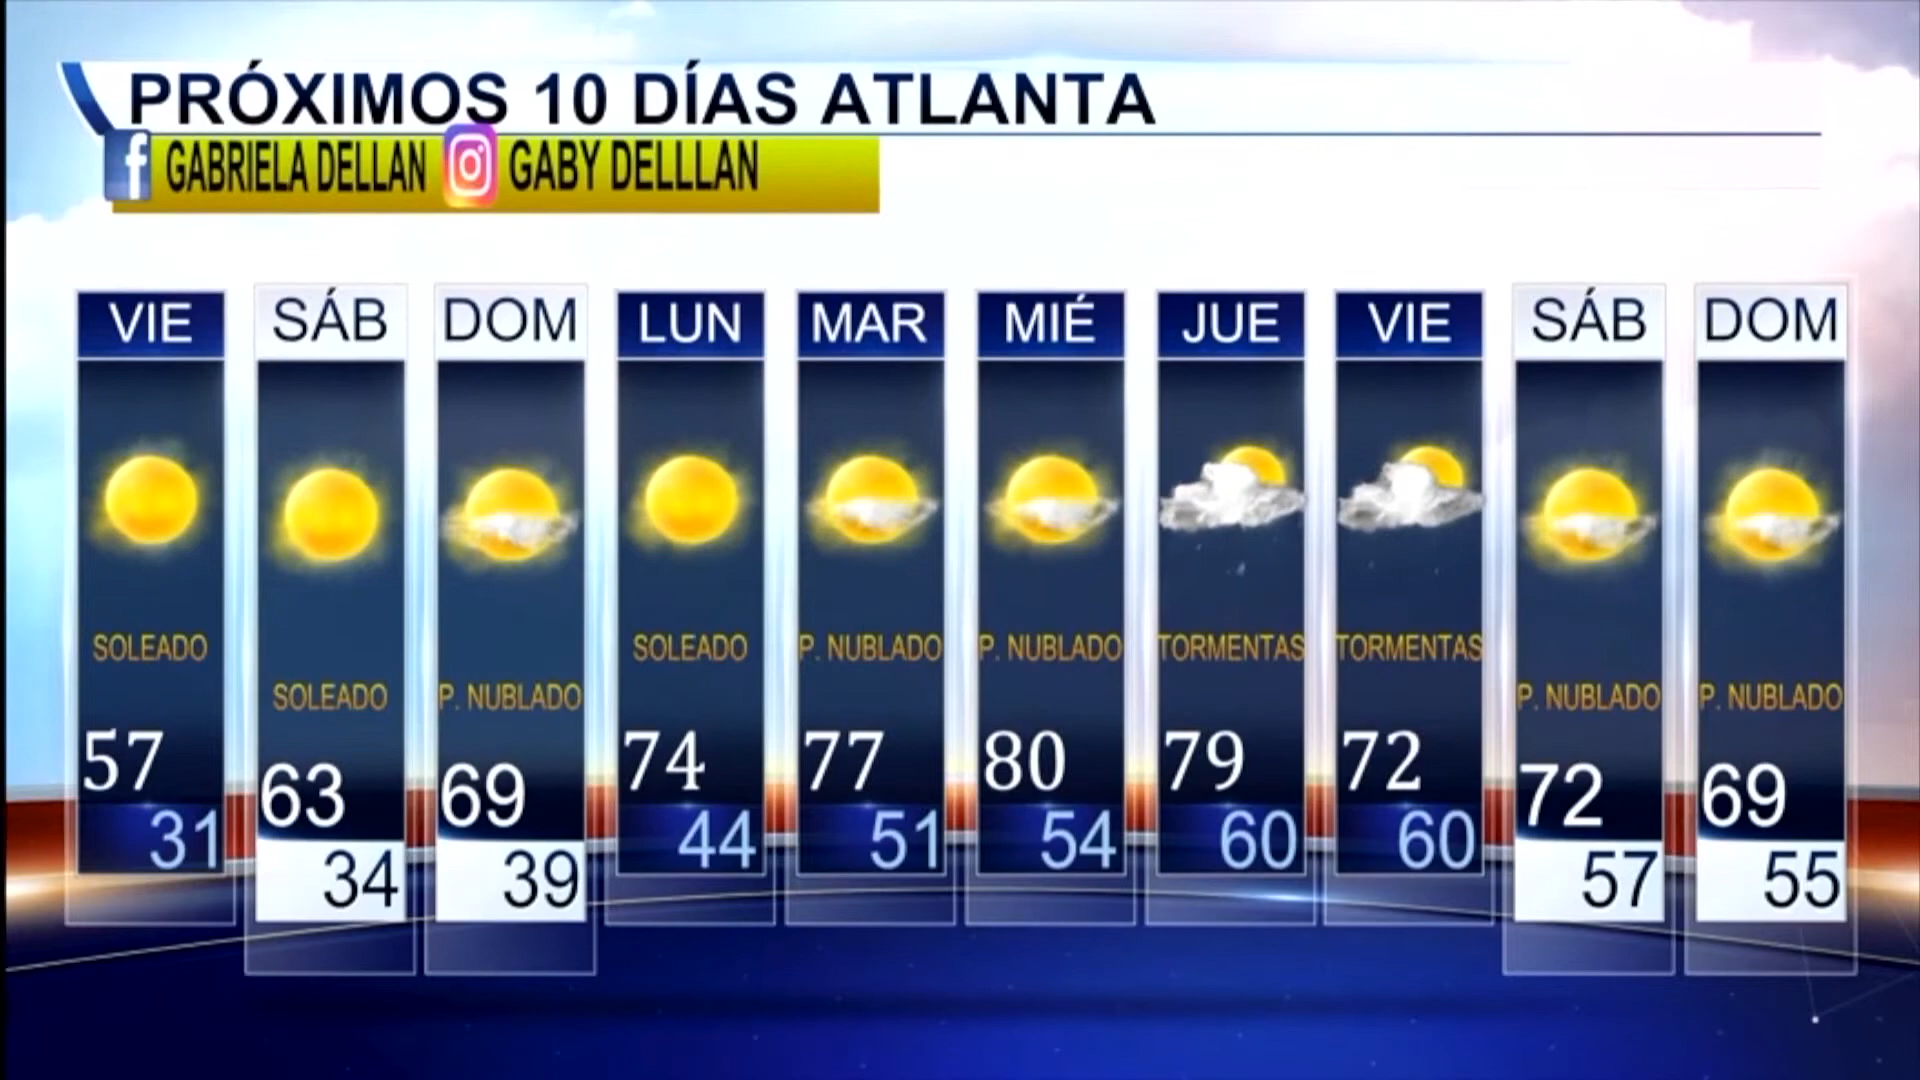 PRÓXIMOS 10 DÍAS ATLANTA
GABRIELA DELLAN GABY DELLLAN
VIE SÁB DOM LUN MAR MIÉ JUE VIE SÁB DOM
SOLEADO SOLEADO P. NUBLADO SOLEADO P. NUBLADO P. NUBLADO TORMENTAS TORMENTAS P. NUBLADO P. NUBLADO
57 63 69 74 77 80 79 72 72 69
31 34 39 44 51 54 60 60 57 55